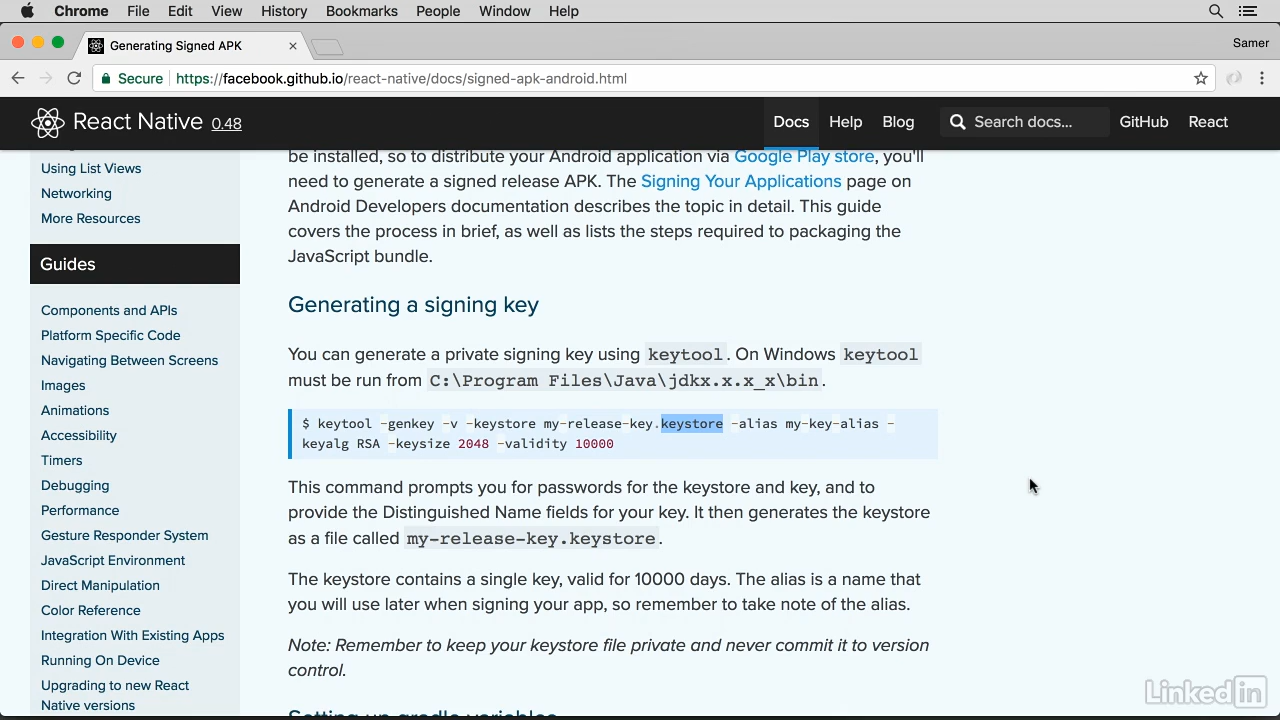 Chrome File Edit View History Bookmarks People Window Help
Generating Signed APK
Samer
Secure https://facebook.github.io/react-native/docs/signed-apk-android.html
React Native 0.48 Docs Help Blog Search docs... GitHub React
Using List Views
Networking
More Resources
Guides
Components and APIs
Platform Specific Code
Navigating Between Screens
Images
Animations
Accessibility
Timers
Debugging
Performance
Gesture Responder System
JavaScript Environment
Direct Manipulation
Color Reference
Integration With Existing Apps
Running On Device
Upgrading to new React
Native versions
be installed, so to distribute your Android application via Google Play store, you'll
need to generate a signed release APK. The Signing Your Applications page on
Android Developers documentation describes the topic in detail. This guide
covers the process in brief, as well as lists the steps required to packaging the
JavaScript bundle.
Generating a signing key
You can generate a private signing key using keytool. On Windows keytool
must be run from C:\Program Files\Java\jdkx.x.x_x\bin.
$ keytool -genkey -v -keystore my-release-key.keystore -alias my-key-alias -
keyalg RSA -keysize 2048 -validity 10000
This command prompts you for passwords for the keystore and key, and to
provide the Distinguished Name fields for your key. It then generates the keystore
as a file called my-release-key.keystore.
The keystore contains a single key, valid for 10000 days. The alias is a name that
you will use later when signing your app, so remember to take note of the alias.
Note: Remember to keep your keystore file private and never commit it to version
control.
Setting up gradle variables
LinkedIn